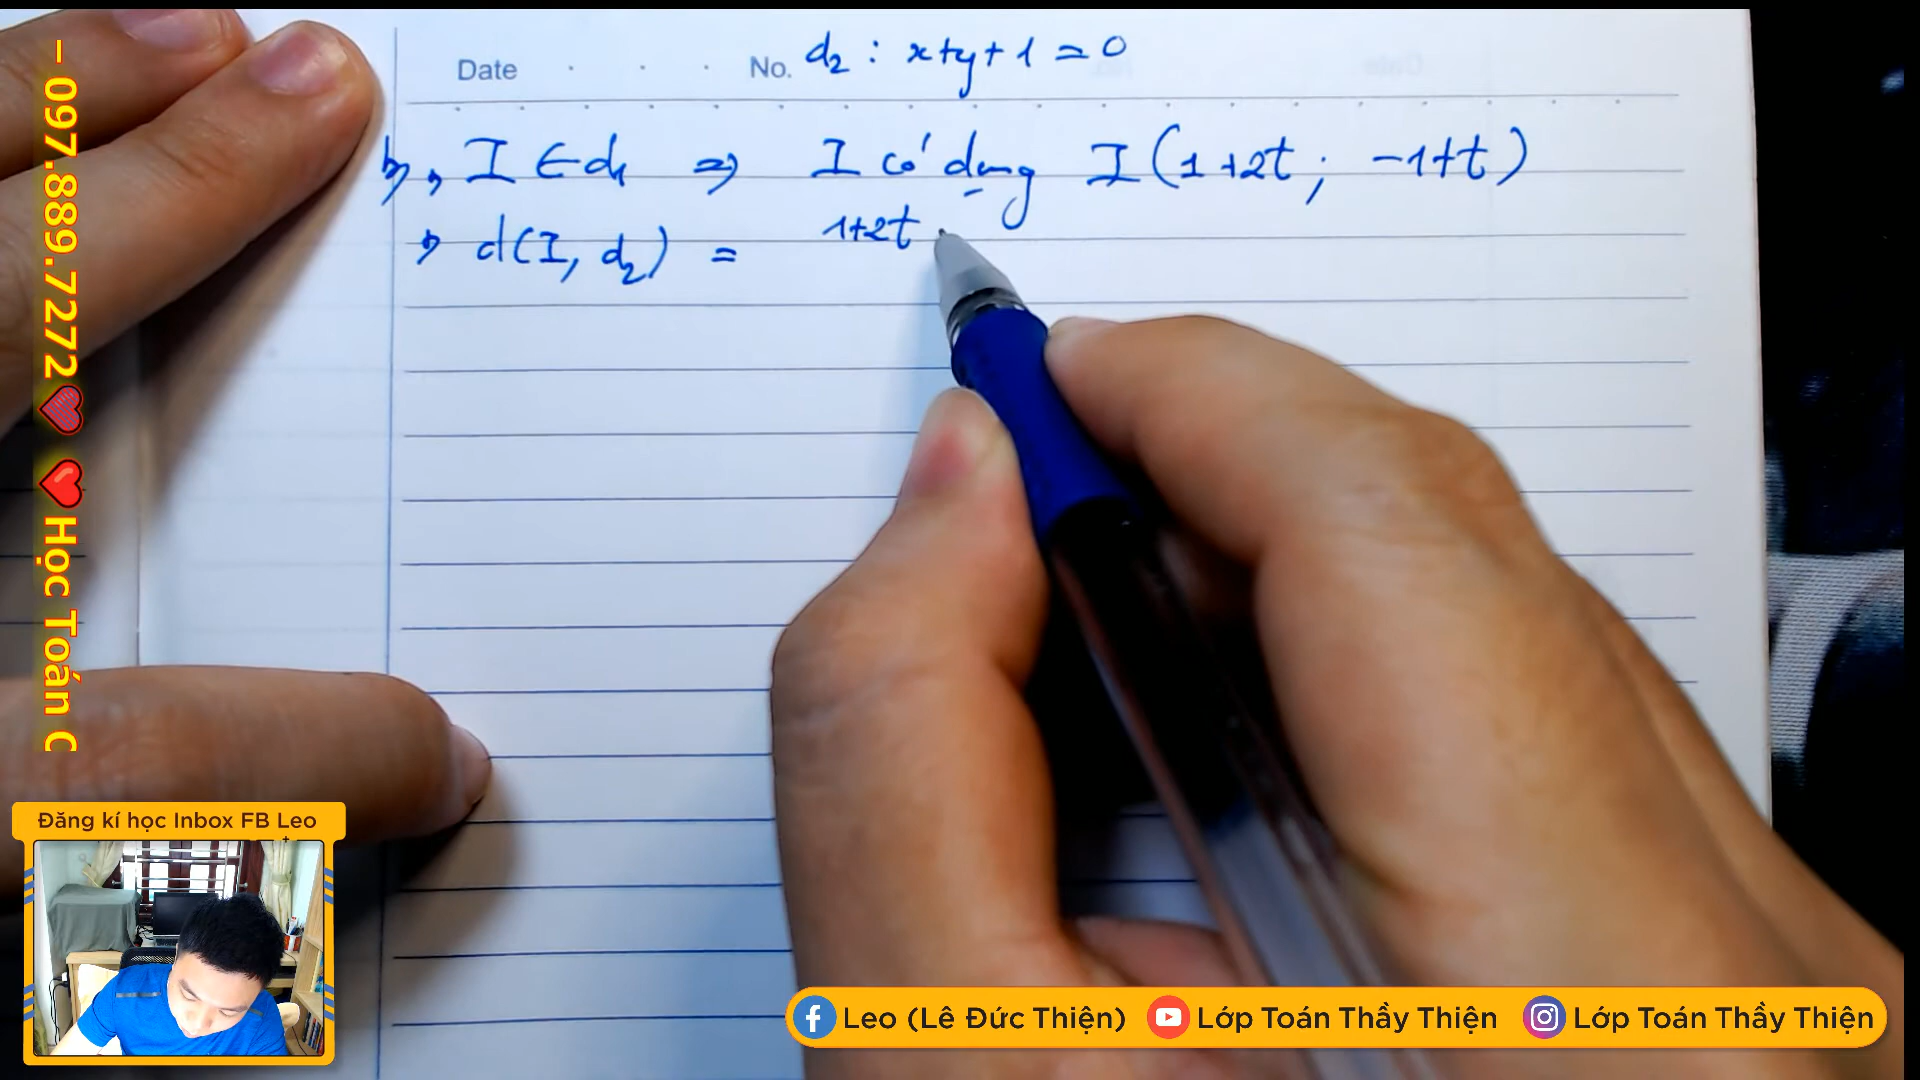 Date No. d₂ : x+y+1=0
b, I ∈ d₁ ⇒ I có dạng I(1+2t; -1+t)
d(I, d₂) = 1+2t
– 097.889.7272❤️ ❤️Học Toán C
Đăng kí học Inbox FB Leo
Leo (Lê Đức Thiện) Lớp Toán Thầy Thiện Lớp Toán Thầy Thiện